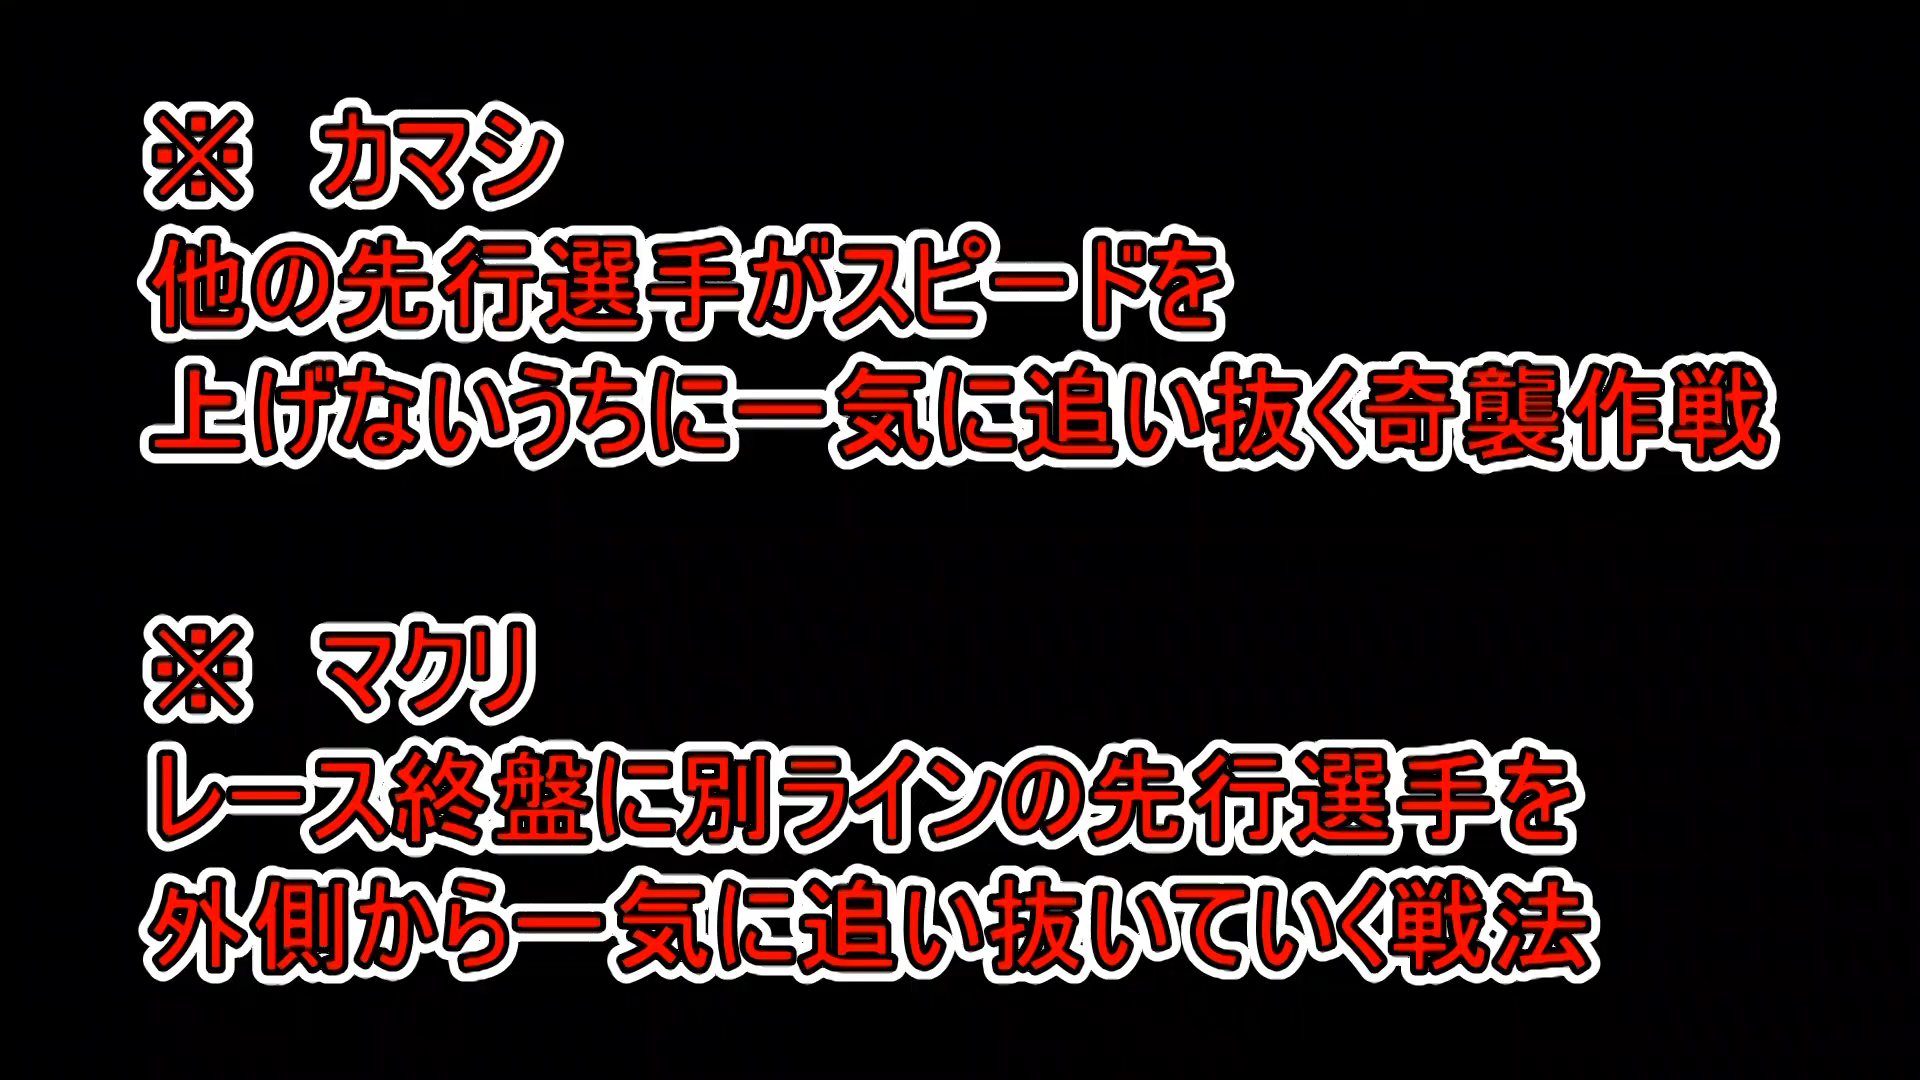 ※　カマシ
他の先行選手がスピードを
上げないうちに一気に追い抜く奇襲作戦
※　マクリ
レース終盤に別ラインの先行選手を
外側から一気に追い抜いていく戦法